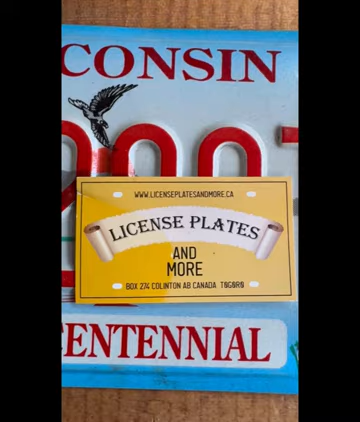 CONSIN
WWW.LICENSEPLATESANDMORE.CA
LICENSE PLATES
AND
MORE
BOX 274 COLINTON AB CANADA T0G0R0
ENTENNIAL